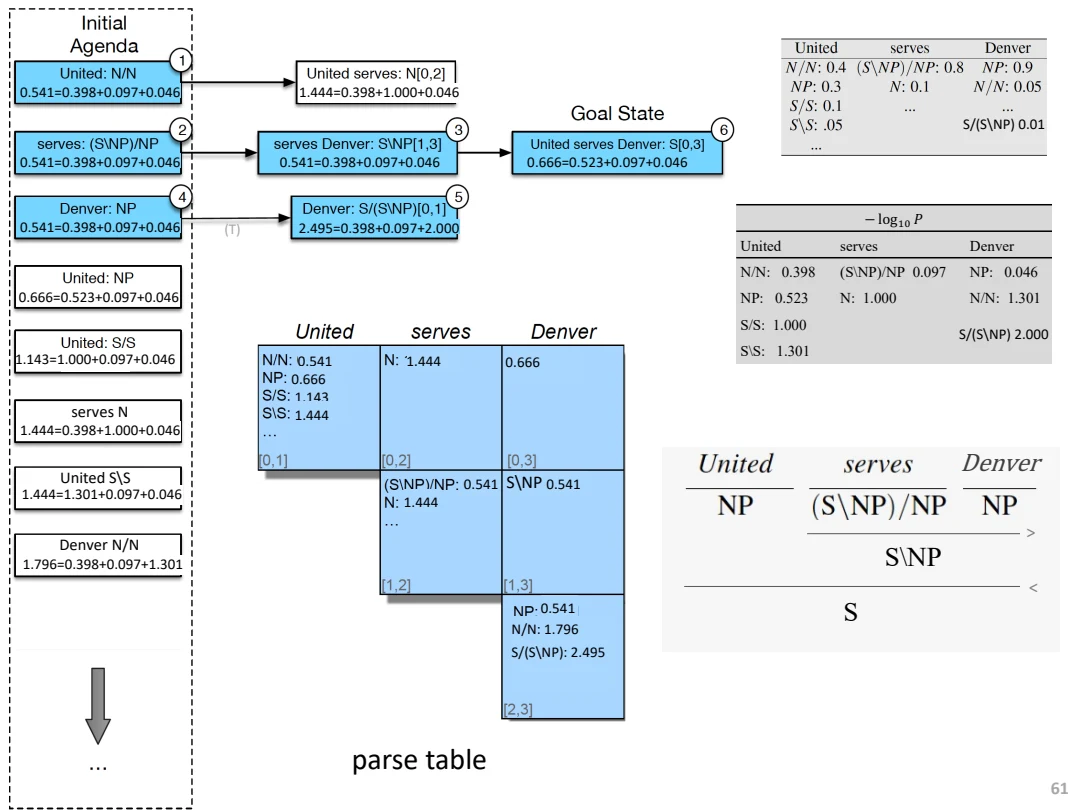 Initial
Agenda
1
United: N/N
0.541=0.398+0.097+0.046
United serves: N[0,2]
1.444=0.398+1.000+0.046
2
serves: (S\NP)/NP
0.541=0.398+0.097+0.046
3
serves Denver: S\NP[1,3]
0.541=0.398+0.097+0.046
Goal State
6
United serves Denver: S[0,3]
0.666=0.523+0.097+0.046
4
Denver: NP
0.541=0.398+0.097+0.046
(T)
5
Denver: S/(S\NP)[0,1]
2.495=0.398+0.097+2.000
United: NP
0.666=0.523+0.097+0.046
United: S/S
1.143=1.000+0.097+0.046
serves N
1.444=0.398+1.000+0.046
United S\S
1.444=1.301+0.097+0.046
Denver N/N
1.796=0.398+0.097+1.301
...
United serves Denver
N/N: 0.4 (S\NP)/NP: 0.8 NP: 0.9
NP: 0.3 N: 0.1 N/N: 0.05
S/S: 0.1 ... ...
S\S: .05 S/(S\NP) 0.01
...
− log₁₀ P
United serves Denver
N/N: 0.398 (S\NP)/NP 0.097 NP: 0.046
NP: 0.523 N: 1.000 N/N: 1.301
S/S: 1.000 S/(S\NP) 2.000
S\S: 1.301
United serves Denver
N/N: 0.541
NP: 0.666
S/S: 1.143
S\S: 1.444
...
[0,1]
N: 1.444
[0,2]
0.666
[0,3]
(S\NP)/NP: 0.541
N: 1.444
...
[1,2]
S\NP 0.541
[1,3]
NP: 0.541
N/N: 1.796
S/(S\NP): 2.495
[2,3]
parse table
United serves Denver
NP (S\NP)/NP NP
>
S\NP
<
S
61